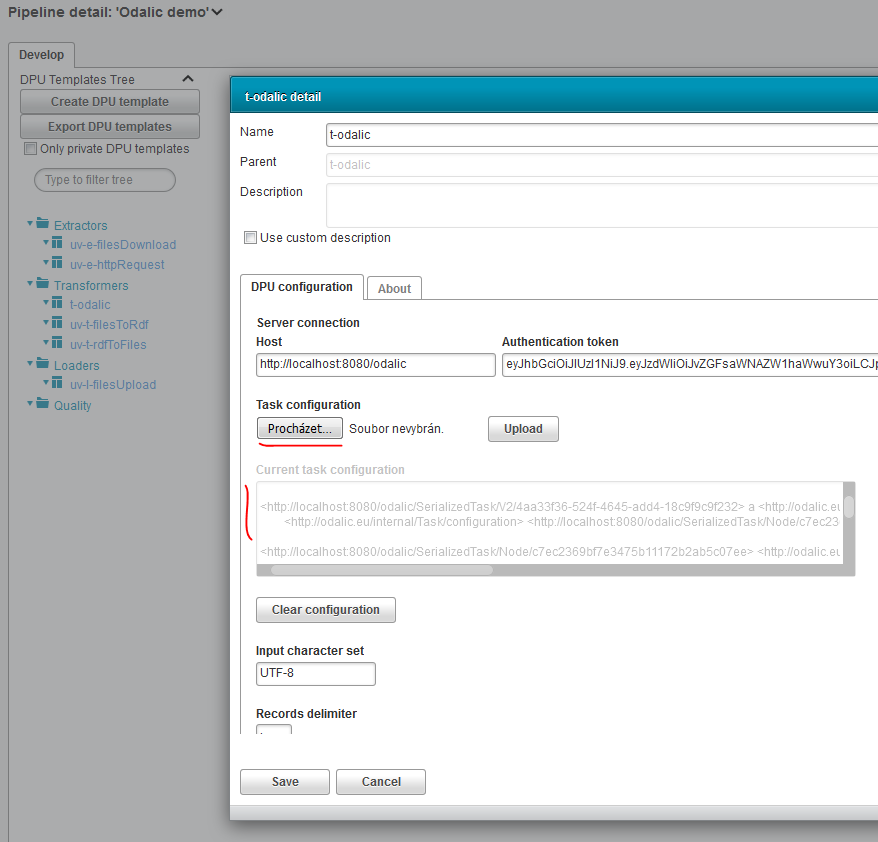 Pipeline detail: 'Odalic demo'
Develop
DPU Templates Tree
Create DPU template
Export DPU templates
Only private DPU templates
Type to filter tree
Extractors
uv-e-filesDownload
uv-e-httpRequest
Transformers
t-odalic
uv-t-filesToRdf
uv-t-rdfToFiles
Loaders
uv-l-filesUpload
Quality
t-odalic detail
Name
t-odalic
Parent
t-odalic
Description
Use custom description
DPU configuration
About
Server connection
Host
Authentication token
http://localhost:8080/odalic
Task configuration
Procházet...
Soubor nevybrán.
Upload
Current task configuration
<http://localhost:8080/odalic/SerializedTask/V2/4aa33f36-524f-4645-add4-18c9f9c9f232> a <http://odalic.eu
<http://odalic.eu/internal/Task/configuration> <http://localhost:8080/odalic/SerializedTask/Node/c7ec23
<http://localhost:8080/odalic/SerializedTask/Node/c7ec2369bf7e3475b11172b2ab5c07ee> <http://odalic.eu
Clear configuration
Input character set
UTF-8
Records delimiter
Save
Cancel